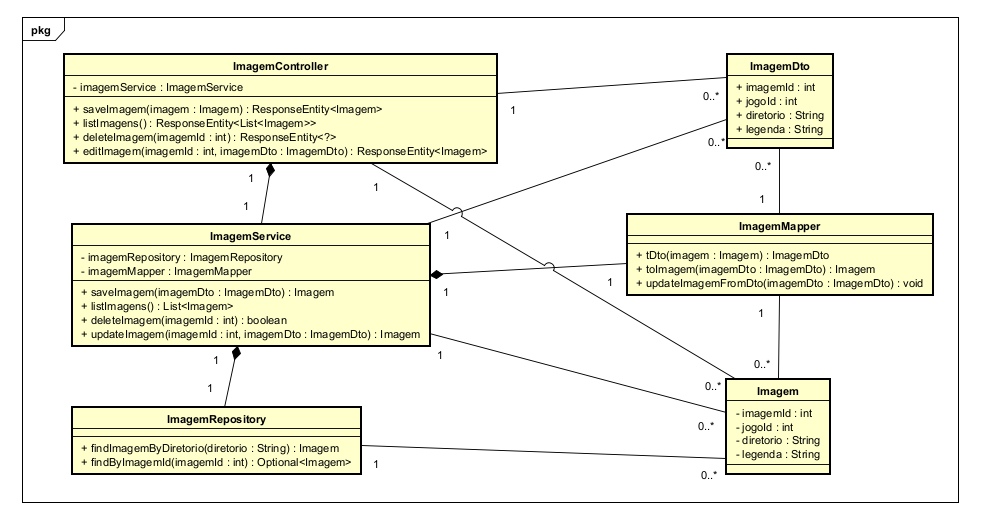 pkg
ImagemController
- imagemService : ImagemService
+ saveImagem(imagem : Imagem) : ResponseEntity<Imagem>
+ listImagens() : ResponseEntity<List<Imagem>>
+ deleteImagem(imagemId : int) : ResponseEntity<?>
+ editImagem(imagemId : int, imagemDto : ImagemDto) : ResponseEntity<Imagem>
ImagemDto
+ imagemId : int
+ jogoId : int
+ diretorio : String
+ legenda : String
1
0..*
0..*
0..*
1
1
1
1
1
ImagemService
- imagemRepository : ImagemRepository
- imagemMapper : ImagemMapper
+ saveImagem(imagemDto : ImagemDto) : Imagem
+ listImagens() : List<Imagem>
+ deleteImagem(imagemId : int) : boolean
+ updateImagem(imagemId : int, imagemDto : ImagemDto) : Imagem
ImagemMapper
+ tDto(imagem : Imagem) : ImagemDto
+ toImagem(imagemDto : ImagemDto) : Imagem
+ updateImagemFromDto(imagemDto : ImagemDto) : void
1
1
1
1
1
1
0..*
0..*
0..*
ImagemRepository
+ findImagemByDiretorio(diretorio : String) : Imagem
+ findByImagemId(imagemId : int) : Optional<Imagem>
Imagem
- imagemId : int
- jogoId : int
- diretorio : String
- legenda : String
1
0..*